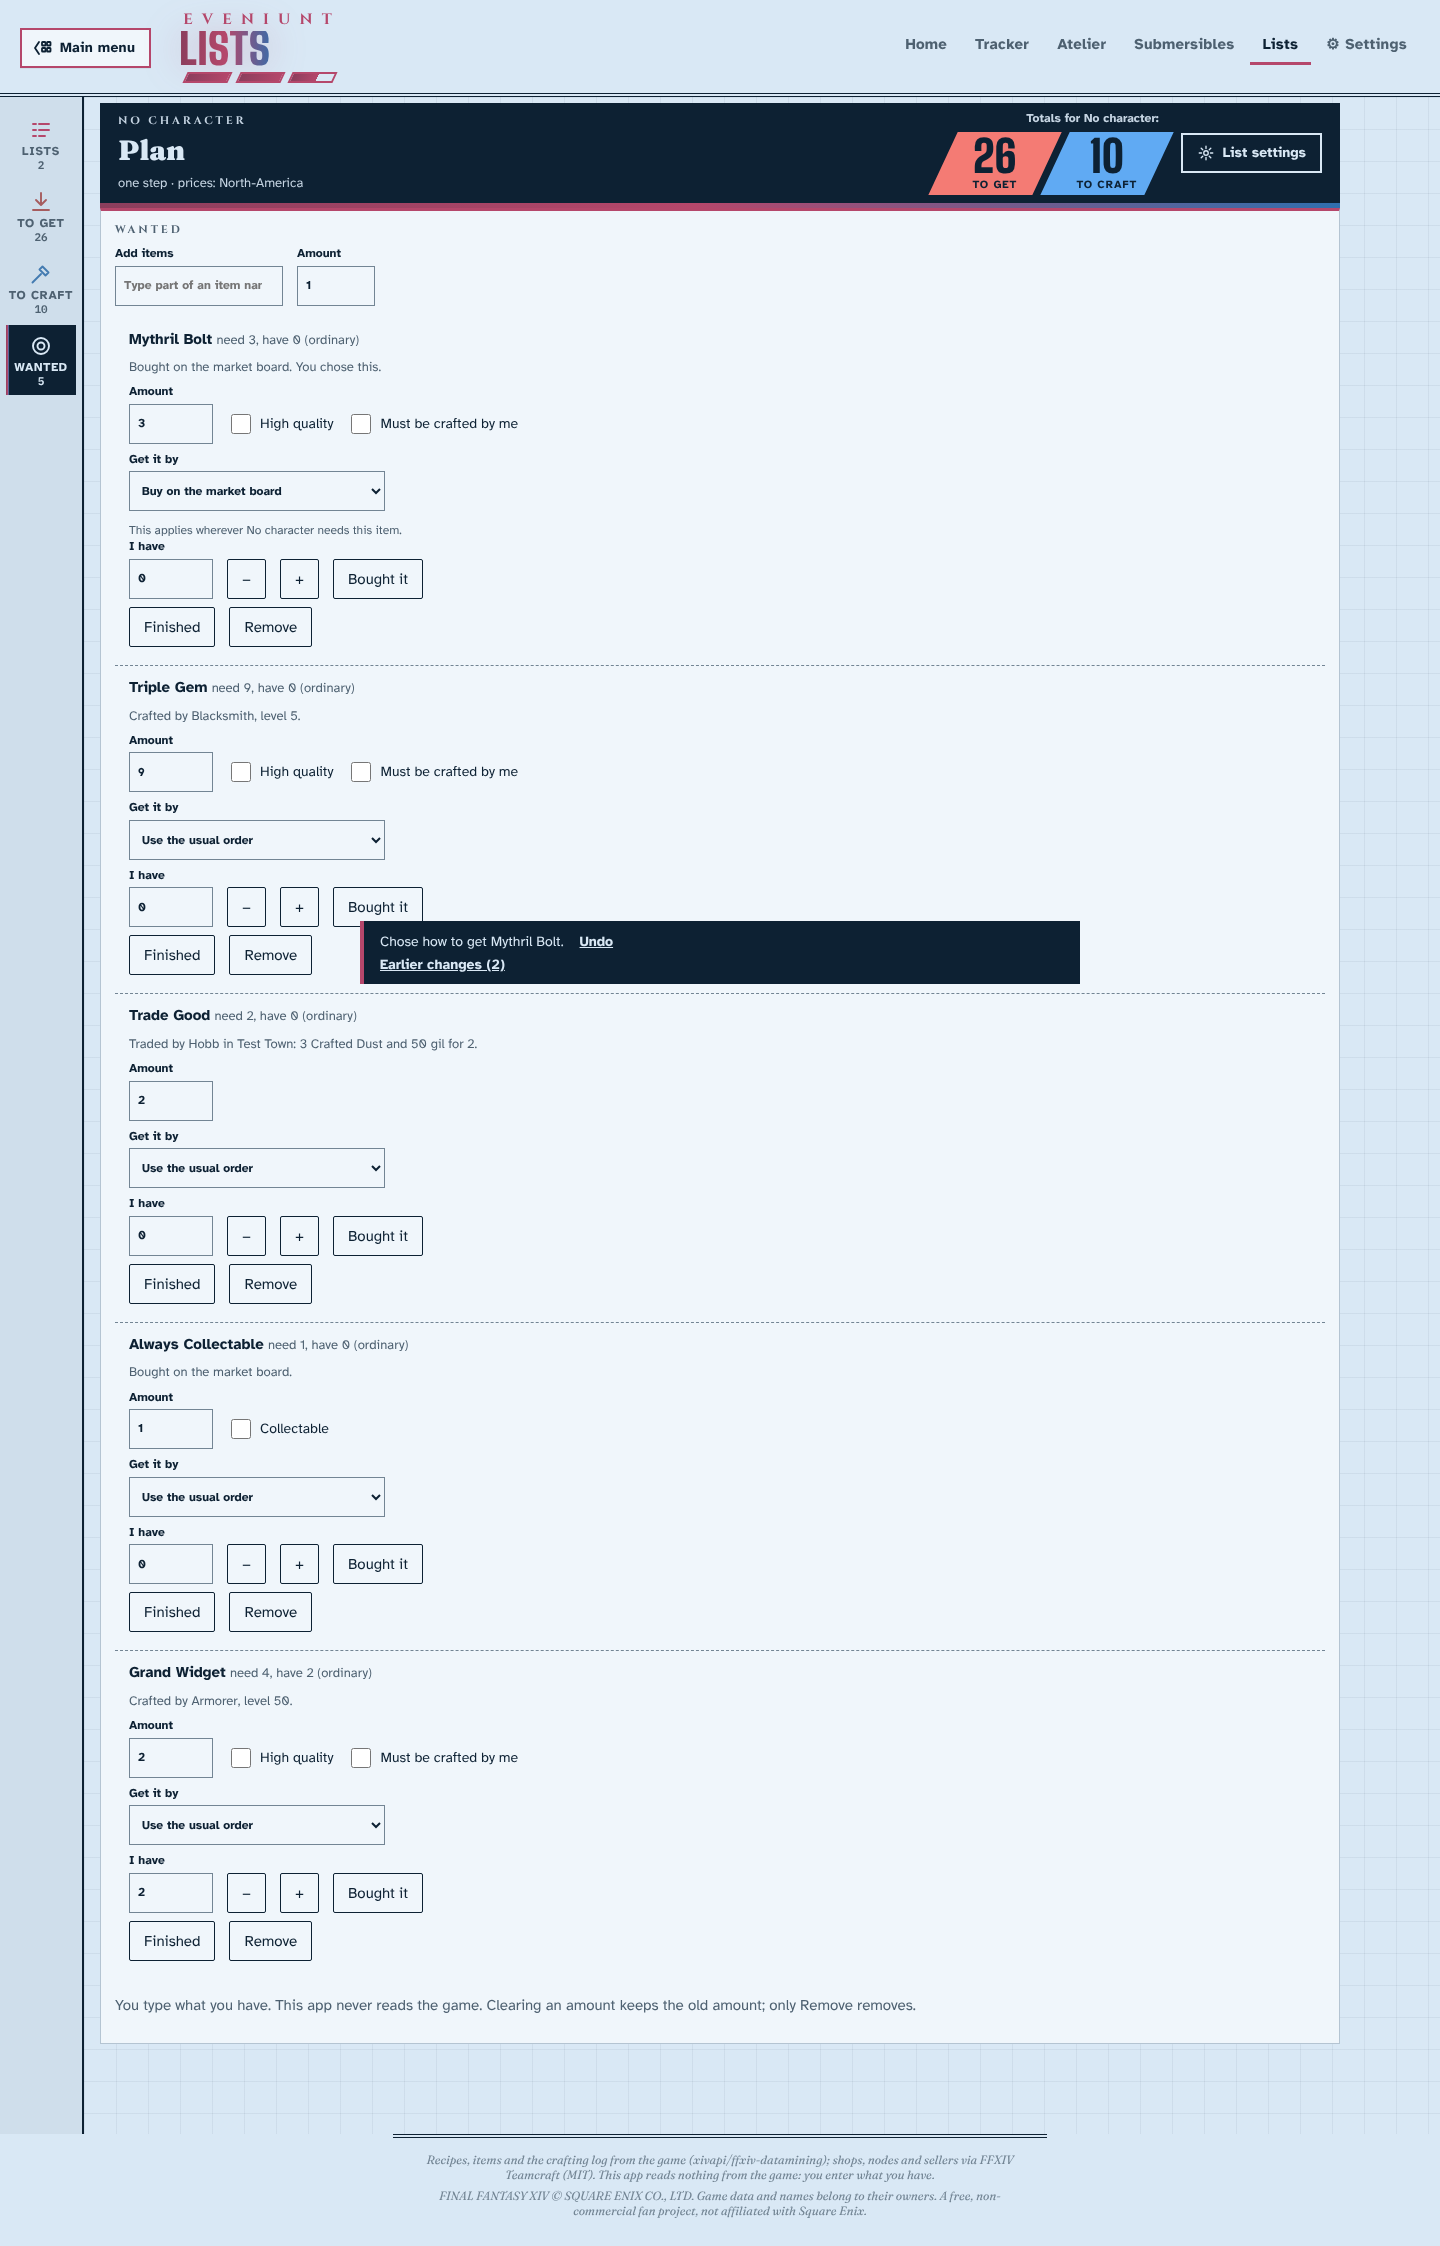 Main menu
EVENIUNT
LISTS
Home Tracker Atelier Submersibles Lists ⚙ Settings
LISTS
2
TO GET
26
TO CRAFT
10
WANTED
5
NO CHARACTER
Plan
one step · prices: North-America
Totals for No character:
26
TO GET
10
TO CRAFT
List settings
WANTED
Add items Amount
Type part of an item nar 1
Mythril Bolt need 3, have 0 (ordinary)
Bought on the market board. You chose this.
Amount
3 High quality Must be crafted by me
Get it by
Buy on the market board
This applies wherever No character needs this item.
I have
0 – + Bought it
Finished Remove
Triple Gem need 9, have 0 (ordinary)
Crafted by Blacksmith, level 5.
Amount
9 High quality Must be crafted by me
Get it by
Use the usual order
I have
0 – + Bought it
Finished Remove
Chose how to get Mythril Bolt. Undo
Earlier changes (2)
Trade Good need 2, have 0 (ordinary)
Traded by Hobb in Test Town: 3 Crafted Dust and 50 gil for 2.
Amount
2
Get it by
Use the usual order
I have
0 – + Bought it
Finished Remove
Always Collectable need 1, have 0 (ordinary)
Bought on the market board.
Amount
1 Collectable
Get it by
Use the usual order
I have
0 – + Bought it
Finished Remove
Grand Widget need 4, have 2 (ordinary)
Crafted by Armorer, level 50.
Amount
2 High quality Must be crafted by me
Get it by
Use the usual order
I have
2 – + Bought it
Finished Remove
You type what you have. This app never reads the game. Clearing an amount keeps the old amount; only Remove removes.
Recipes, items and the crafting log from the game (xivapi/ffxiv-datamining); shops, nodes and sellers via FFXIV
Teamcraft (MIT). This app reads nothing from the game: you enter what you have.
FINAL FANTASY XIV © SQUARE ENIX CO., LTD. Game data and names belong to their owners. A free, non-
commercial fan project, not affiliated with Square Enix.